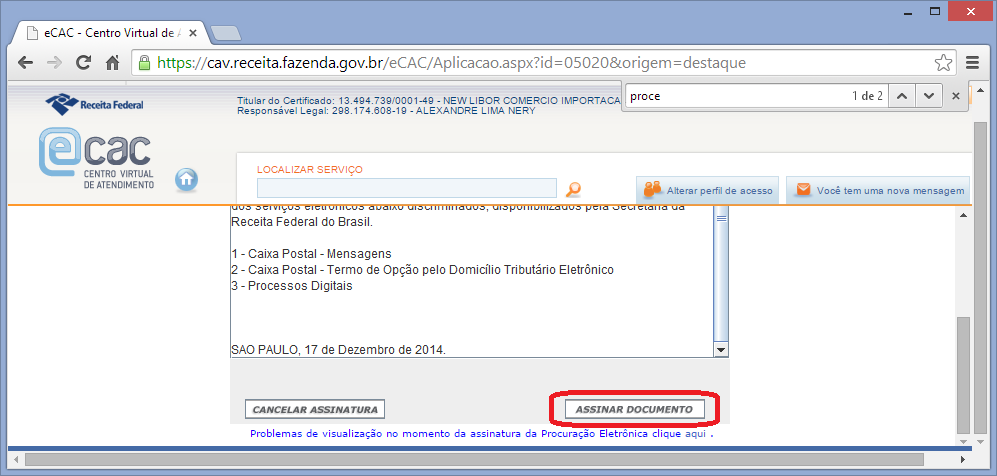 eCAC - Centro Virtual de A
https://cav.receita.fazenda.gov.br/eCAC/Aplicacao.aspx?id=05020&origem=destaque
proce
1 de 2
Receita Federal
Titular do Certificado: 13.494.739/0001-49 - NEW LIBOR COMERCIO IMPORTACA
Responsável Legal: 298.174.608-19 - ALEXANDRE LIMA NERY
ecac
CENTRO VIRTUAL
DE ATENDIMENTO
LOCALIZAR SERVIÇO
Alterar perfil de acesso
Você tem uma nova mensagem
dos serviços eletrônicos abaixo discriminados, disponibilizados pela Secretaria da
Receita Federal do Brasil.
1 - Caixa Postal - Mensagens
2 - Caixa Postal - Termo de Opção pelo Domicílio Tributário Eletrônico
3 - Processos Digitais
SAO PAULO, 17 de Dezembro de 2014.
CANCELAR ASSINATURA
ASSINAR DOCUMENTO
Problemas de visualização no momento da assinatura da Procuração Eletrônica clique aqui .